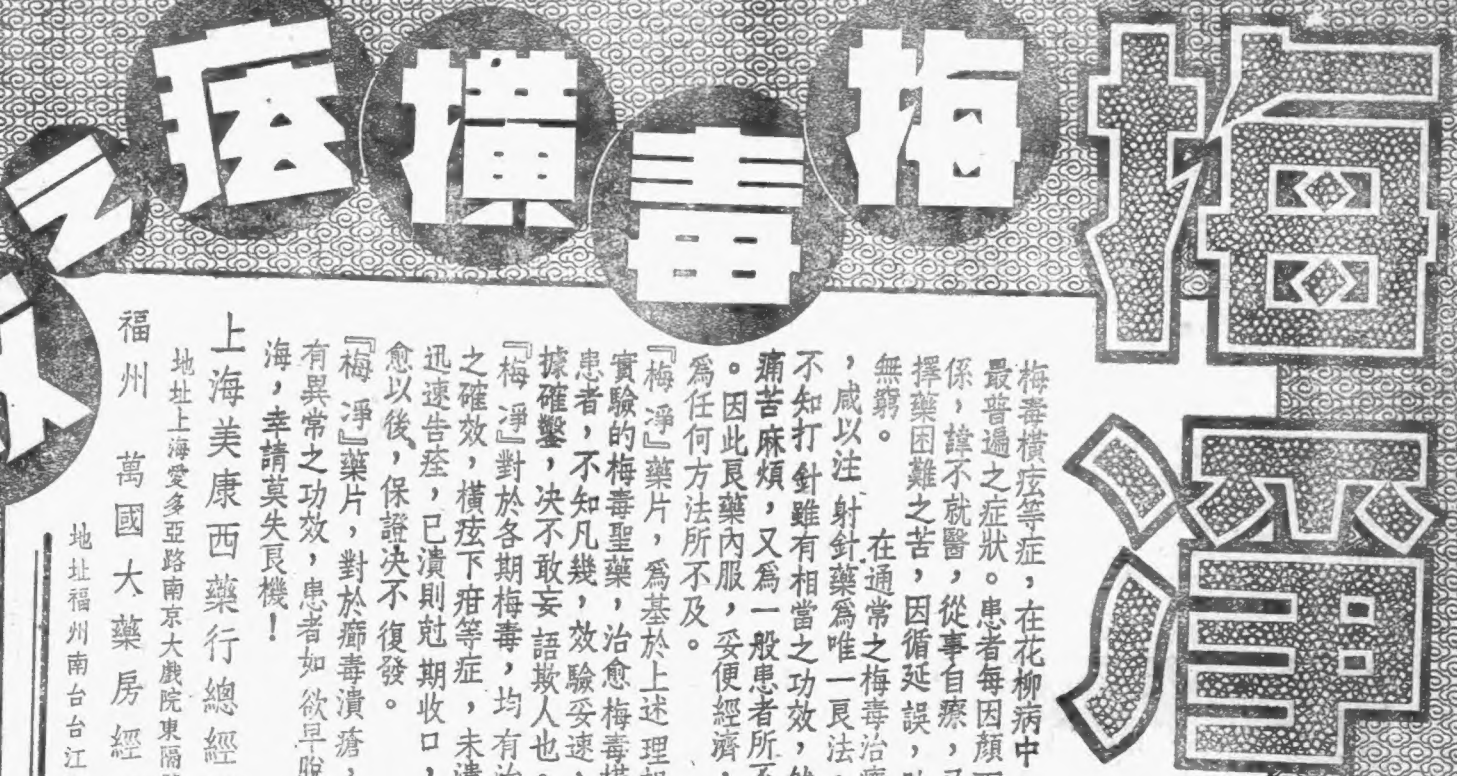 梅淨
梅毒橫痃之
梅毒橫痃等症，在花柳病中
最普遍之症狀。患者每因顏面
係，諱不就醫，從事自療，又
擇藥困難之苦，因循延誤，
無窮。
在通常之梅毒治療
，咸以注射針藥爲唯一良法，
不知打針雖有相當之功效，
痛苦麻煩，又爲一般患者所不
。因此良藥內服，妥便經濟，
爲任何方法所不及。
『梅淨』藥片，爲基於上述理
實驗的梅毒聖藥，治愈梅毒橫
患者，不知凡幾，效驗妥速，
據確鑿，决不敢妄語欺人也。
『梅淨』對於各期梅毒，均有治
之確效，橫痃下疳等症，未潰
迅速告痊，已潰則尅期收口，
愈以後，保證决不復發。
『梅淨』藥片，對於癤毒潰瘡，
有異常之功效，患者如欲早脫
海，幸請莫失良機！
上海美康西藥行總經
地址上海愛多亞路南京大戲院東隔
福州 萬國大藥房經
地址福州南台台江